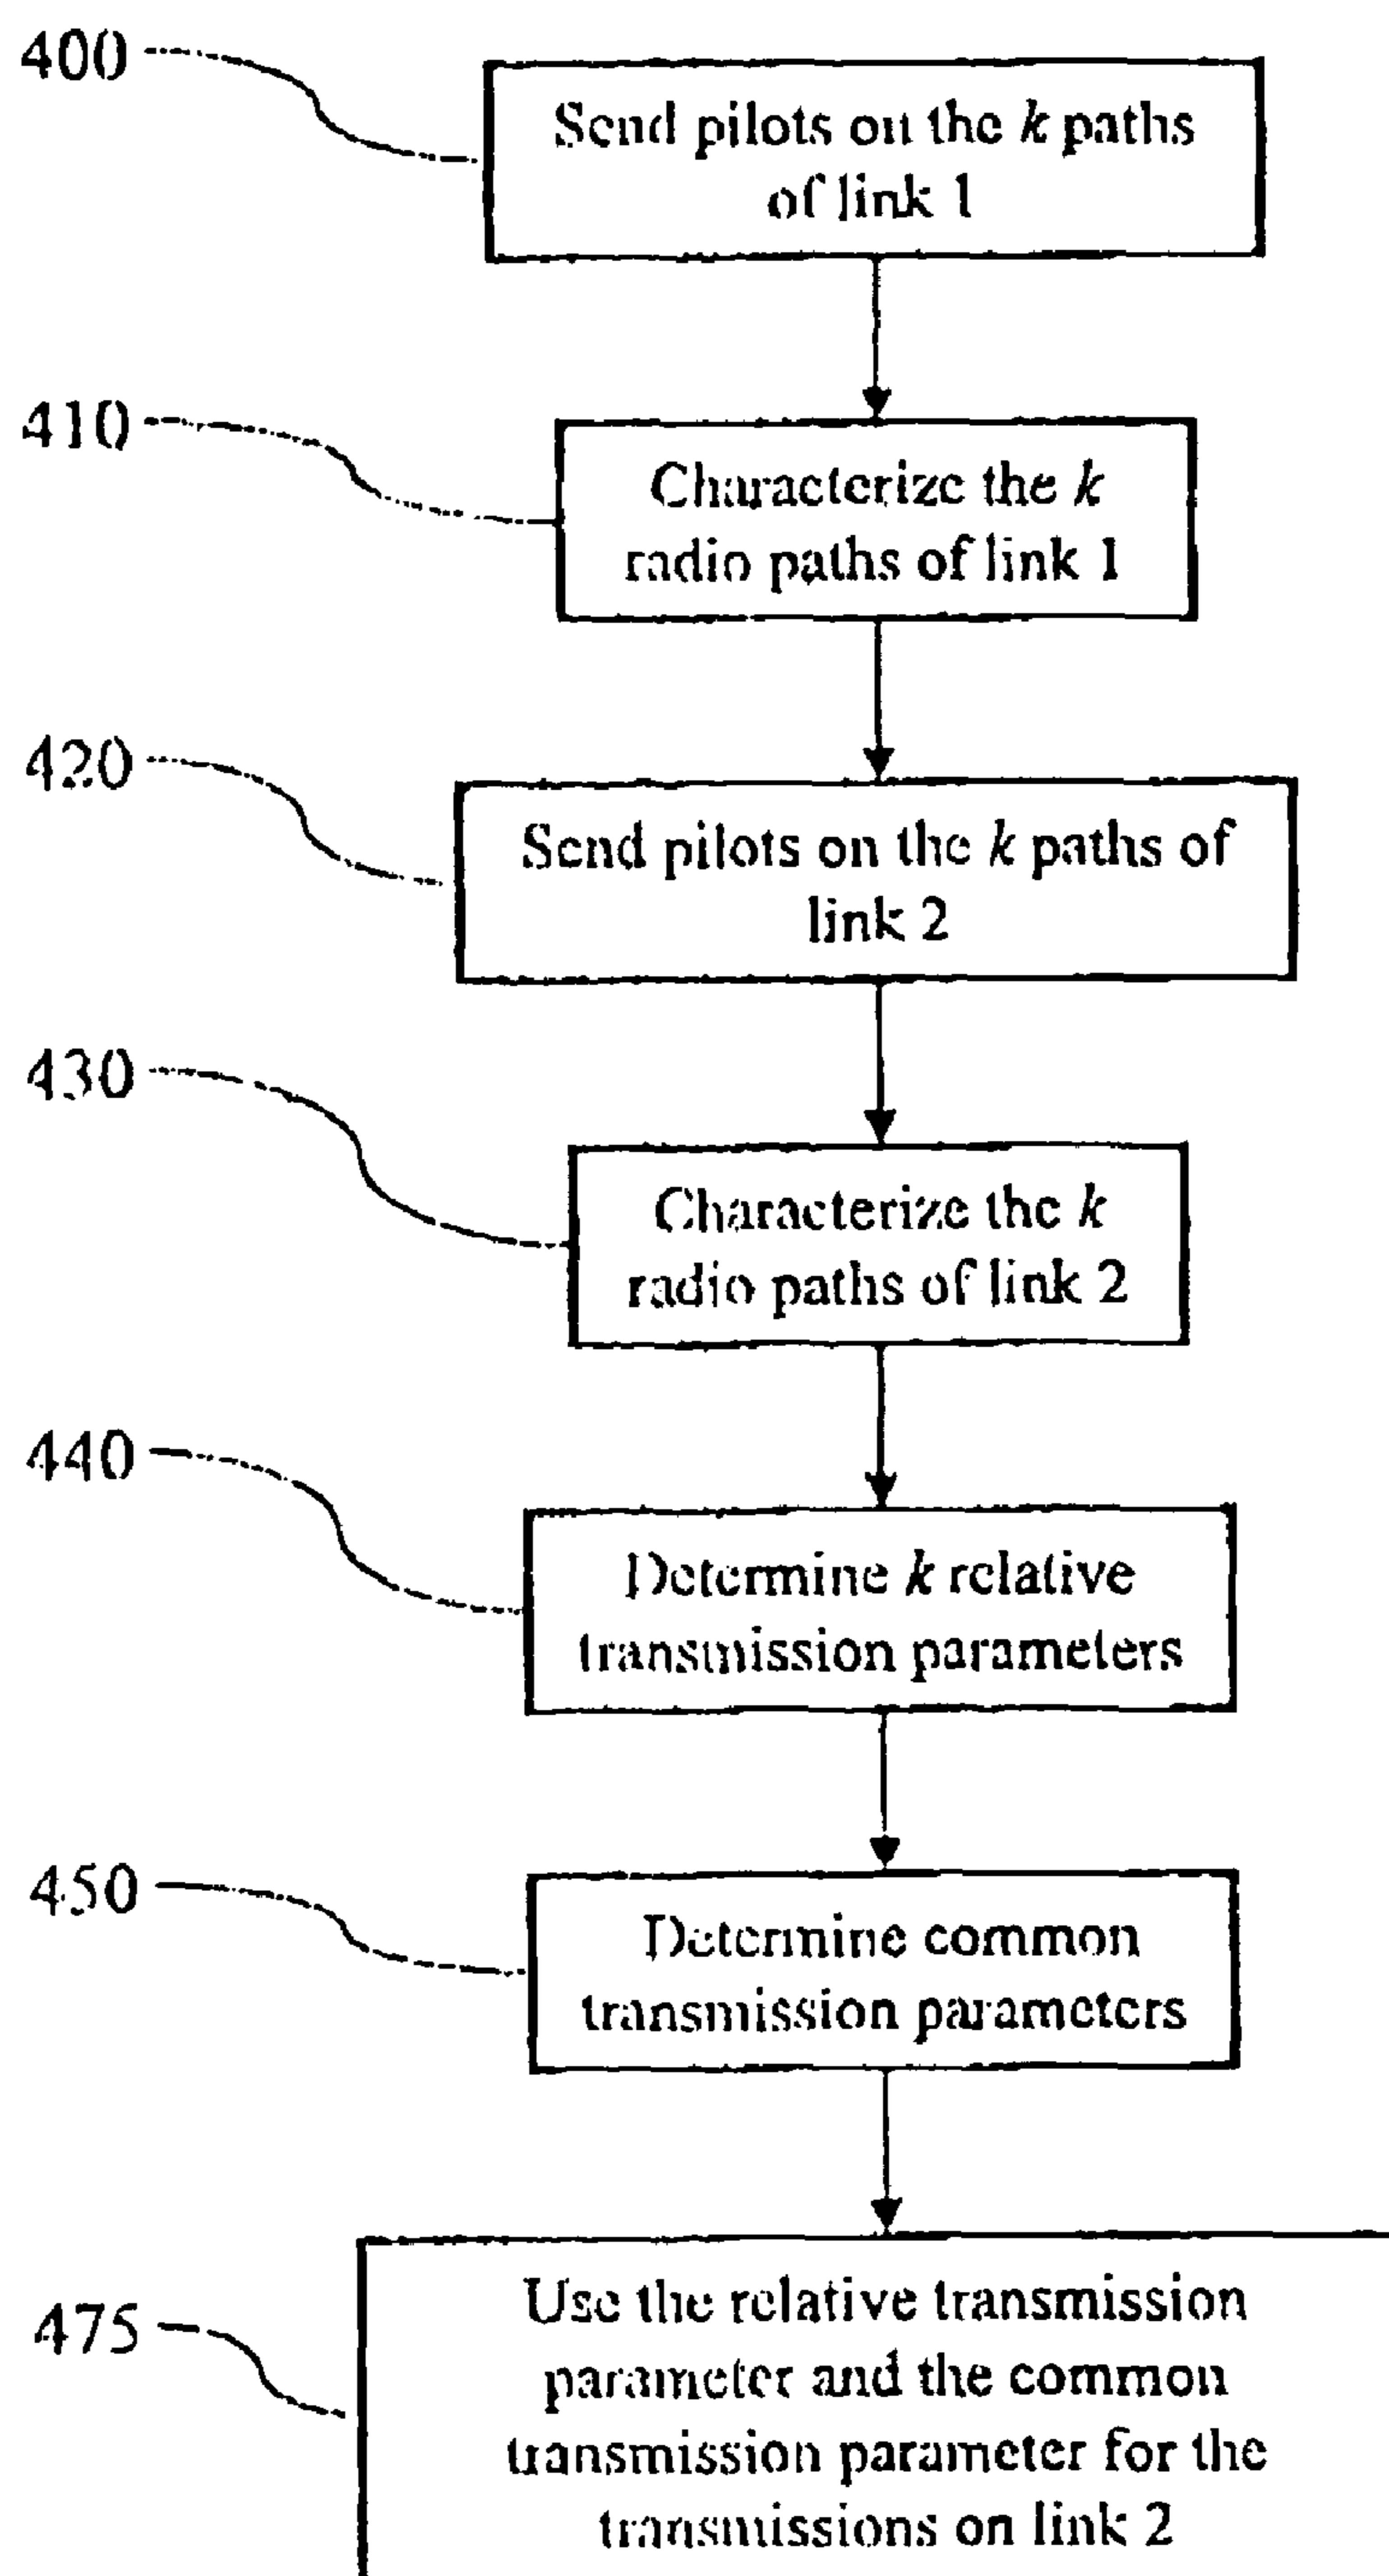 400
Send pilots on the k paths
of link 1
410
Characterize the k
radio paths of link 1
420
Send pilots on the k paths of
link 2
430
Characterize the k
radio paths of link 2
440
Determine k relative
transmission parameters
450
Determine common
transmission parameters
475
Use the relative transmission
parameter and the common
transmission parameter for the
transmissions on link 2